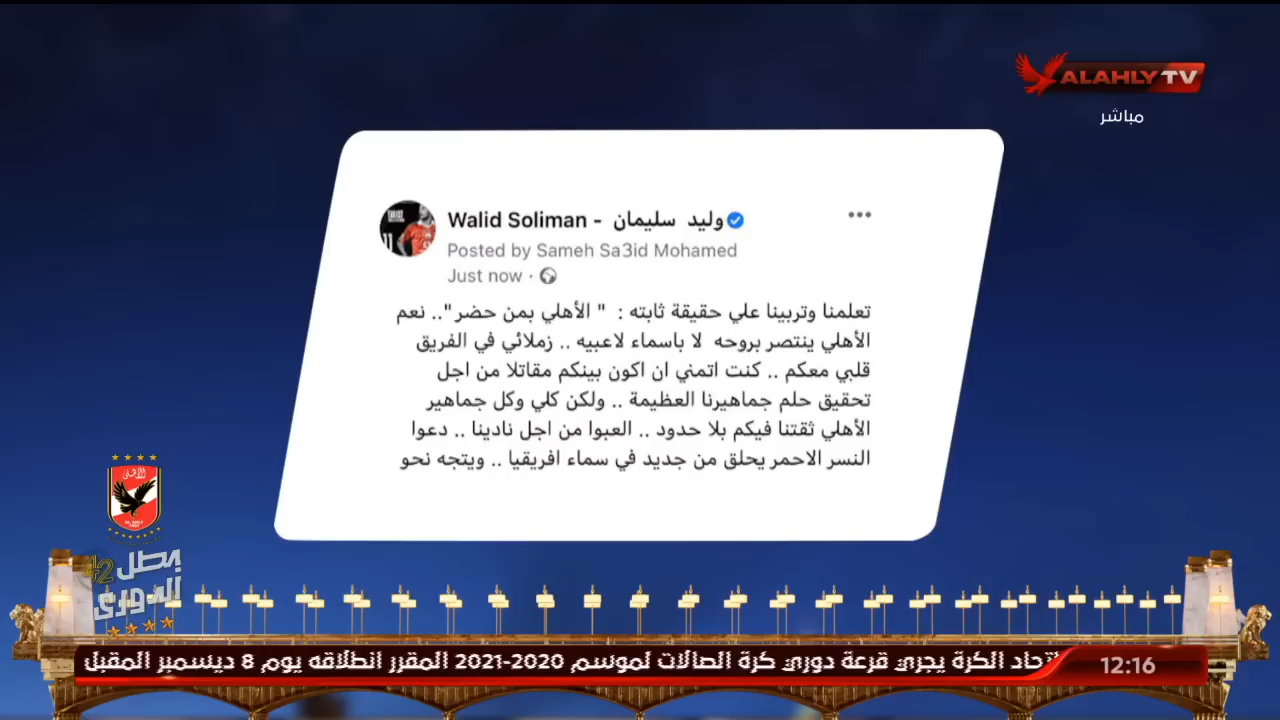 ALAHLY TV
مباشر
Walid Soliman - وليد سليمان
Posted by Sameh Sa3id Mohamed
Just now ·
تعلمنا وتربينا علي حقيقة ثابته : " الأهلي بمن حضر".. نعم
الأهلي ينتصر بروحه لا باسماء لاعبيه .. زملائي في الفريق
قلبي معكم .. كنت اتمني ان اكون بينكم مقاتلا من اجل
تحقيق حلم جماهيرنا العظيمة .. ولكن كلي وكل جماهير
الأهلي ثقتنا فيكم بلا حدود .. العبوا من اجل نادينا .. دعوا
النسر الاحمر يحلق من جديد في سماء افريقيا .. ويتجه نحو
الأهلي
بطل 42
الدوري
اتحاد الكرة يجري قرعة دوري كرة الصالات لموسم 2020-2021 المقرر انطلاقه يوم 8 ديسمبر المقبل
12:16